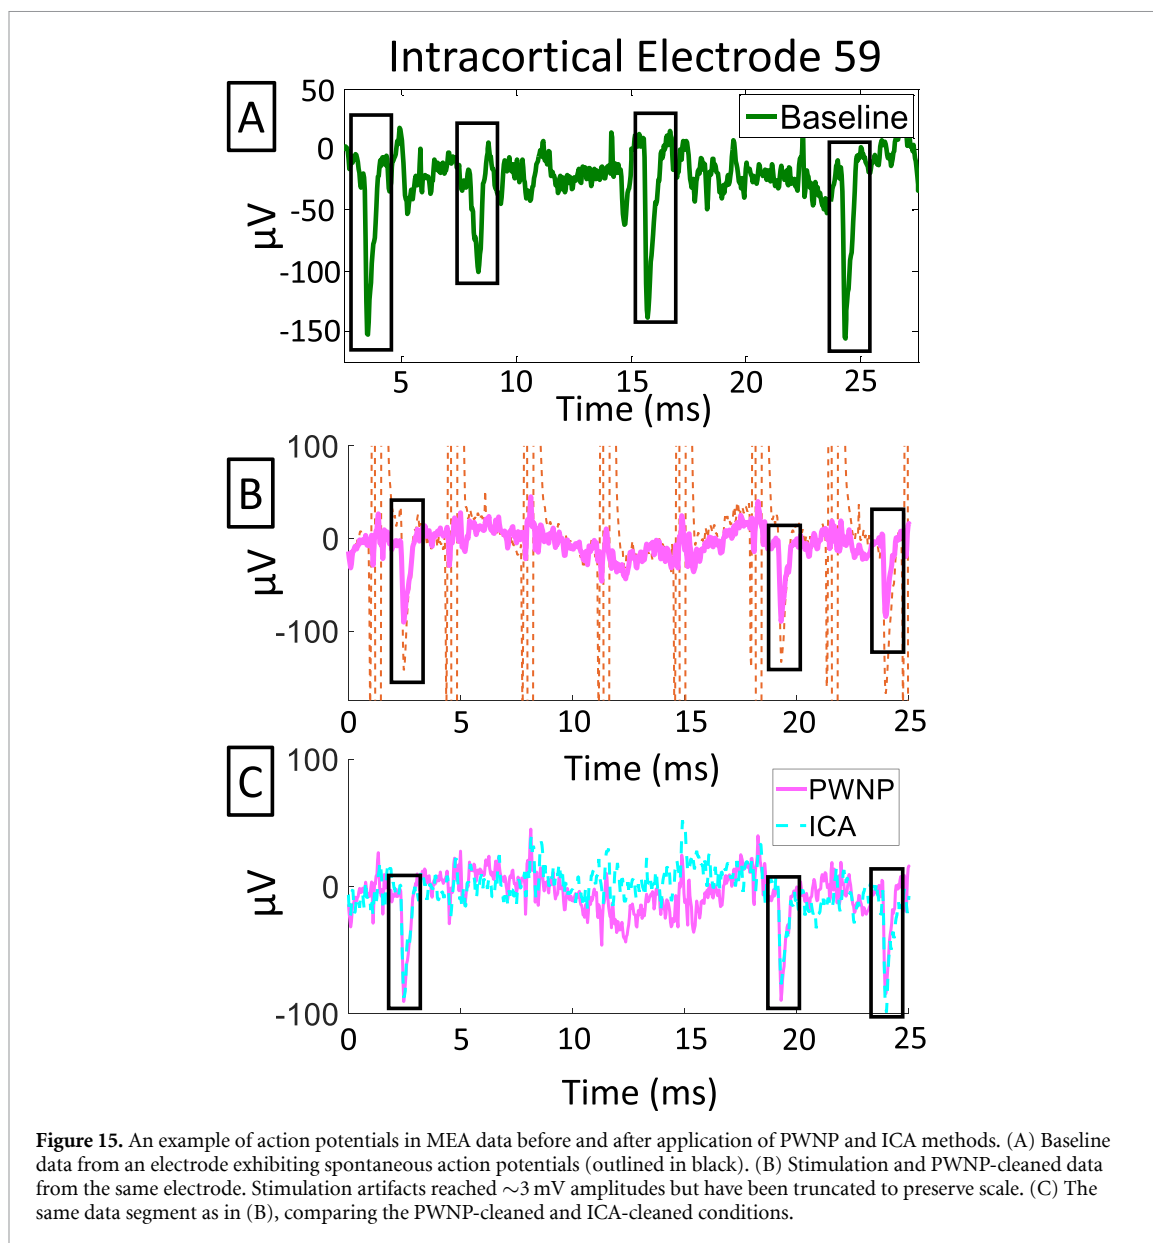 Intracortical Electrode 59
A
50
0
-50
-100
-150
μV
Baseline
5 10 15 20 25
Time (ms)
B
100
0
-100
μV
0 5 10 15 20 25
Time (ms)
C
100
0
-100
μV
PWNP
ICA
0 5 10 15 20 25
Time (ms)
Figure 15. An example of action potentials in MEA data before and after application of PWNP and ICA methods. (A) Baseline
data from an electrode exhibiting spontaneous action potentials (outlined in black). (B) Stimulation and PWNP-cleaned data
from the same electrode. Stimulation artifacts reached ∼3 mV amplitudes but have been truncated to preserve scale. (C) The
same data segment as in (B), comparing the PWNP-cleaned and ICA-cleaned conditions.